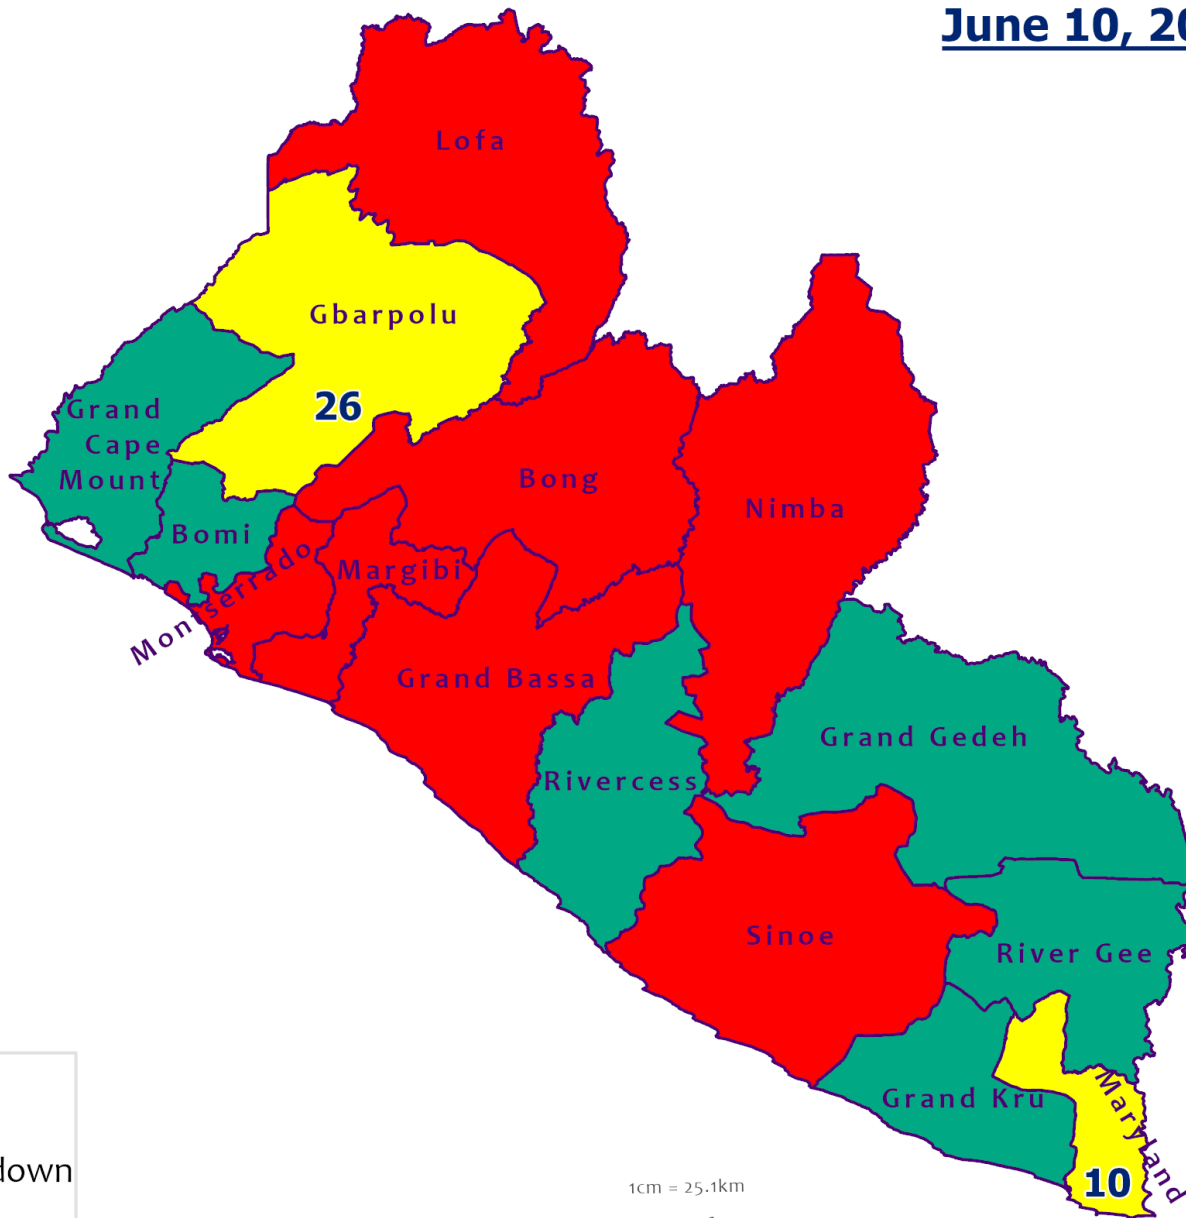 June 10, 20
Lofa
Gbarpolu
26
Grand
Cape
Mount
Bomi
Montserrado
Margibi
Bong
Nimba
Grand Bassa
Rivercess
Grand Gedeh
Sinoe
River Gee
Grand Kru
Maryland
10
down
1cm = 25.1km